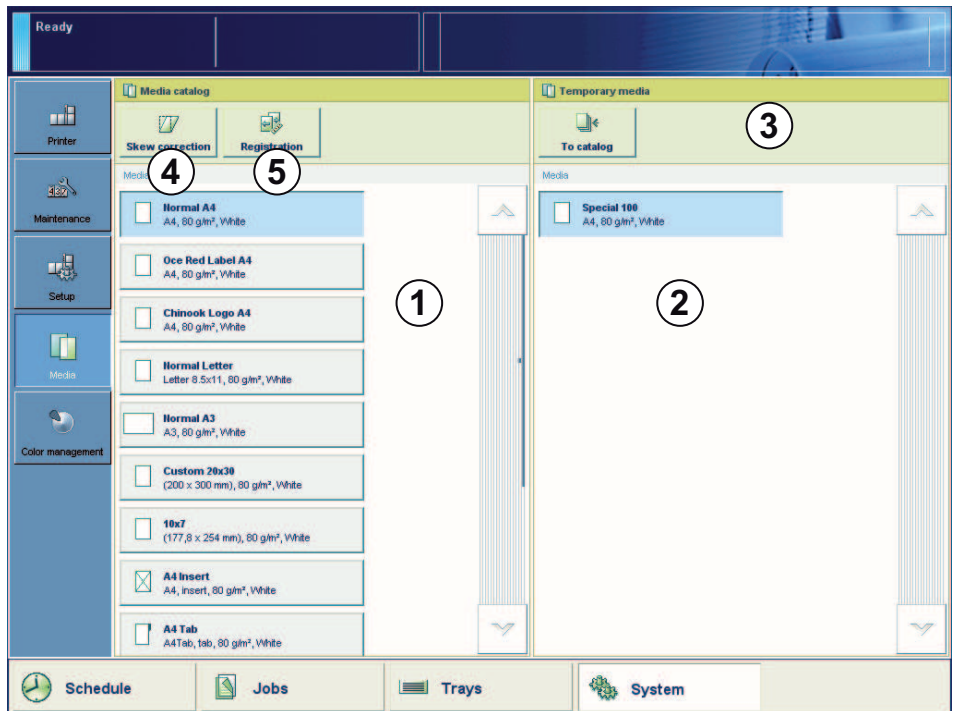 Ready
Printer
Maintenance
Setup
Media
Color management
Media catalog
Skew correction
Registration
4
5
Normal A4
A4, 80 g/m², White
Oce Red Label A4
A4, 80 g/m², White
Chinook Logo A4
A4, 80 g/m², White
Normal Letter
Letter 8.5x11, 80 g/m², White
Normal A3
A3, 80 g/m², White
Custom 20x30
(200 x 300 mm), 80 g/m², White
10x7
(177,8 x 254 mm), 80 g/m², White
A4 Insert
A4, insert, 80 g/m², White
A4 Tab
A4Tab, tab, 80 g/m², White
1
Temporary media
To catalog
3
Media
Special 100
A4, 80 g/m², White
2
Schedule
Jobs
Trays
System